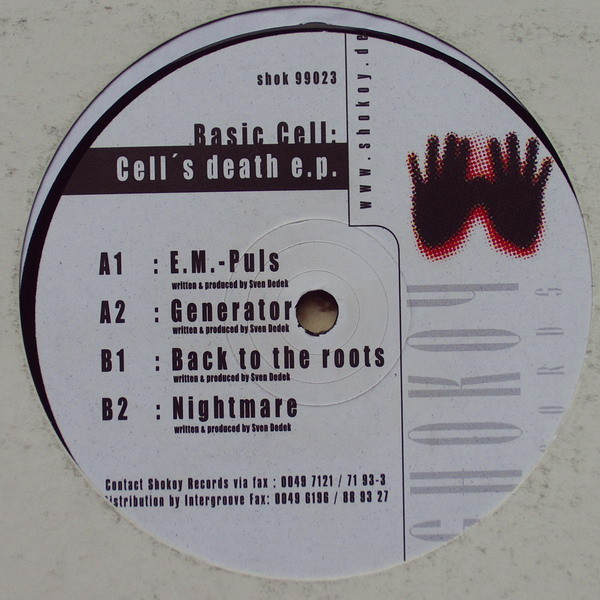 shok 99023
www.shokoy.de
Basic Cell:
Cell´s death e.p.
A1 : E.M.-Puls
written & produced by Sven Dedek
A2 : Generator
written & produced by Sven Dedek
B1 : Back to the roots
written & produced by Sven Dedek
B2 : Nightmare
written & produced by Sven Dedek
Contact Shokoy Records via fax : 0049 7121 / 71 93-3
Distribution by Intergroove Fax: 0049 6196 / 88 93 27
SHOKOY